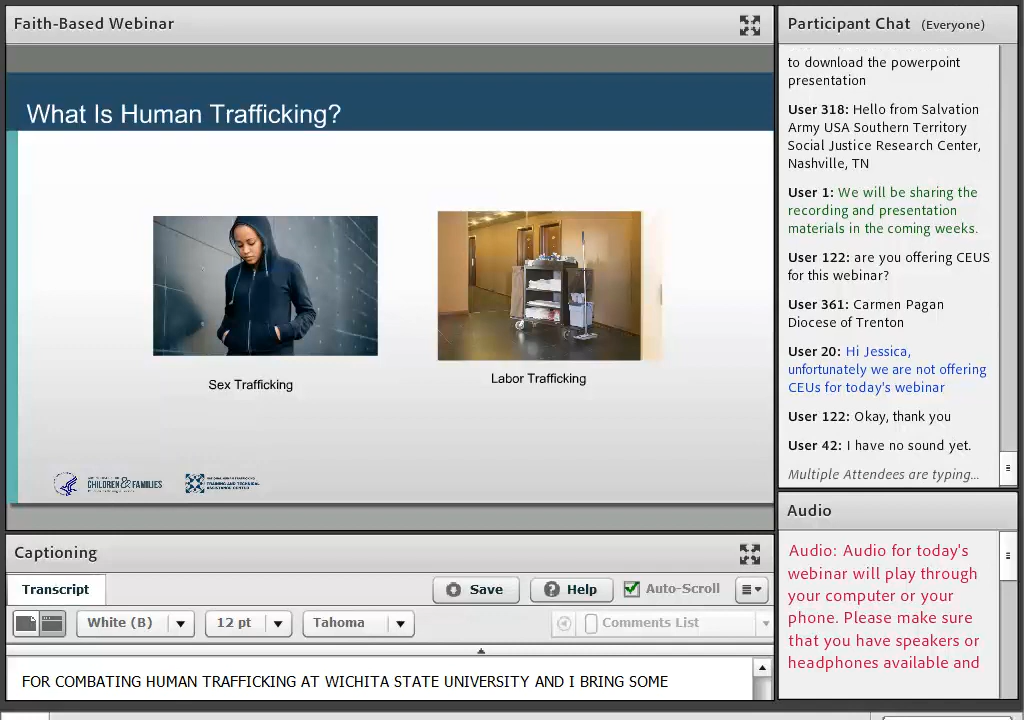 Faith-Based Webinar
What Is Human Trafficking?
Sex Trafficking
Labor Trafficking
CHILDREN & FAMILIES
TRAINING AND TECHNICAL
ASSISTANCE CENTER
Captioning
Transcript
Save
Help
Auto-Scroll
White (B)
12 pt
Tahoma
Comments List
FOR COMBATING HUMAN TRAFFICKING AT WICHITA STATE UNIVERSITY AND I BRING SOME
Participant Chat (Everyone)
to download the powerpoint
presentation
User 318: Hello from Salvation
Army USA Southern Territory
Social Justice Research Center,
Nashville, TN
User 1: We will be sharing the
recording and presentation
materials in the coming weeks.
User 122: are you offering CEUS
for this webinar?
User 361: Carmen Pagan
Diocese of Trenton
User 20: Hi Jessica,
unfortunately we are not offering
CEUs for today's webinar
User 122: Okay, thank you
User 42: I have no sound yet.
Multiple Attendees are typing...
Audio
Audio: Audio for today's
webinar will play through
your computer or your
phone. Please make sure
that you have speakers or
headphones available and